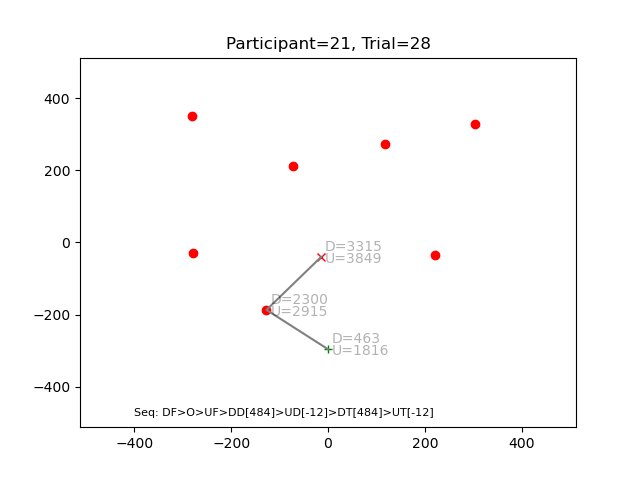 Participant=21, Trial=28
400
200
0
−200
−400
D=3315
U=3849
D=2300
U=2915
D=463
U=1816
Seq: DF>O>UF>DD[484]>UD[-12]>DT[484]>UT[-12]
−400 −200 0 200 400